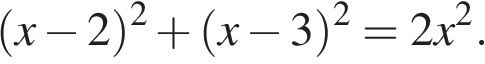 (x − 2)² + (x − 3)² = 2x².